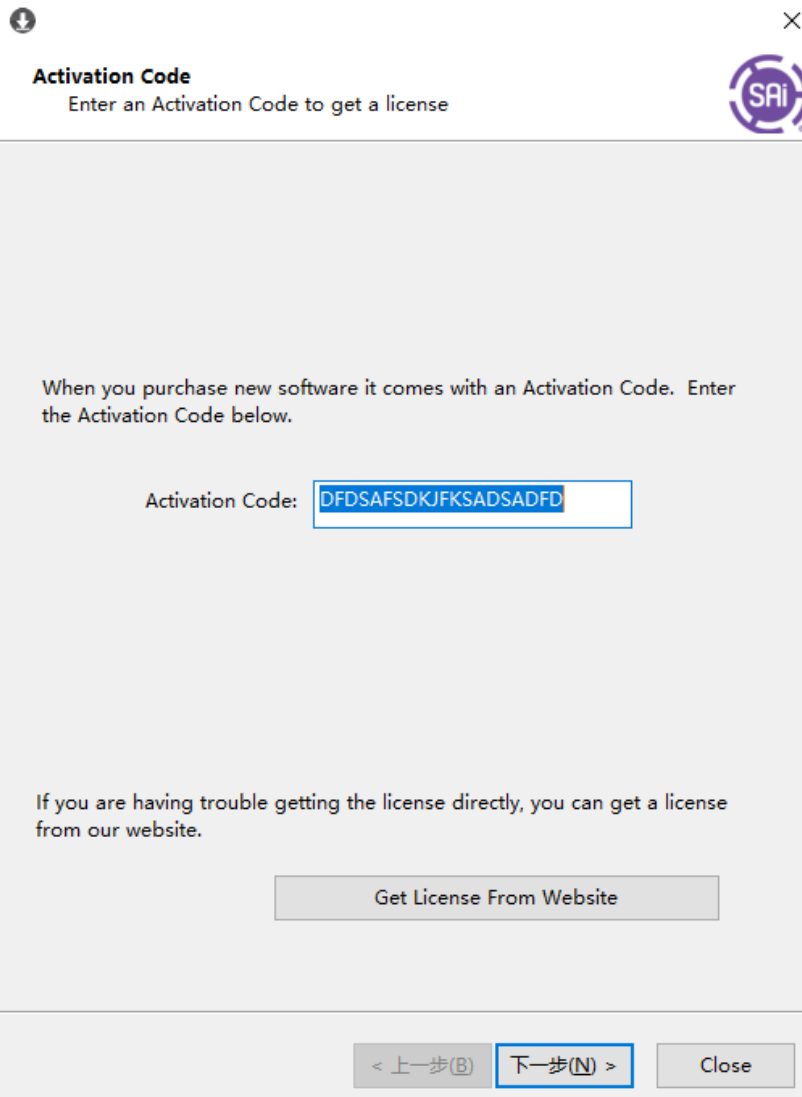 Activation Code
Enter an Activation Code to get a license
SAi
When you purchase new software it comes with an Activation Code.  Enter
the Activation Code below.
Activation Code: DFDSAFSDKJFKSADSADFD
If you are having trouble getting the license directly, you can get a license
from our website.
Get License From Website
< 上一步(B) 下一步(N) > Close